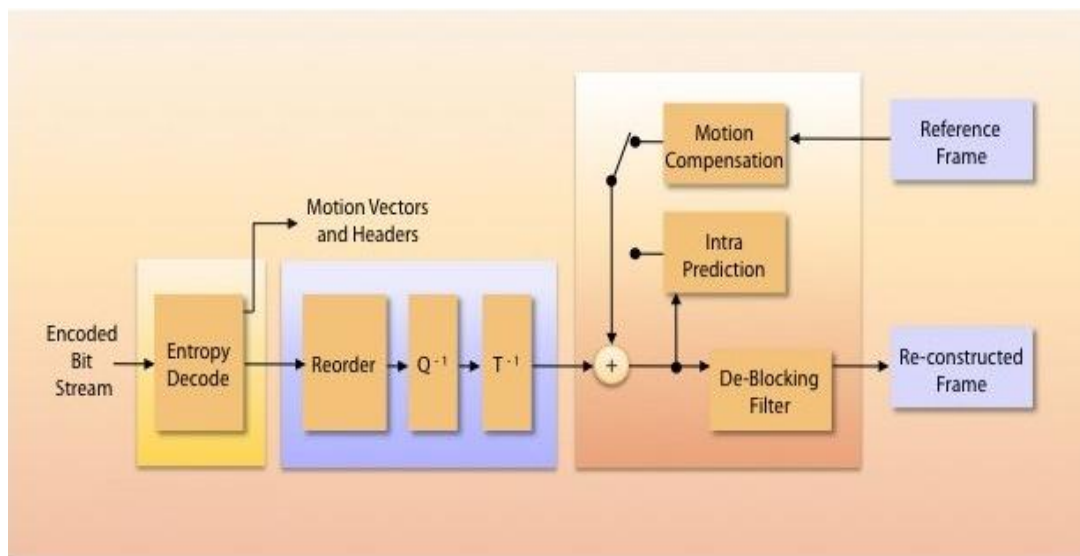 Motion
Compensation
Reference
Frame
Motion Vectors
and Headers
Intra
Prediction
Encoded
Bit
Stream
Entropy
Decode
Reorder
Q⁻¹
T⁻¹
+
De-Blocking
Filter
Re-constructed
Frame